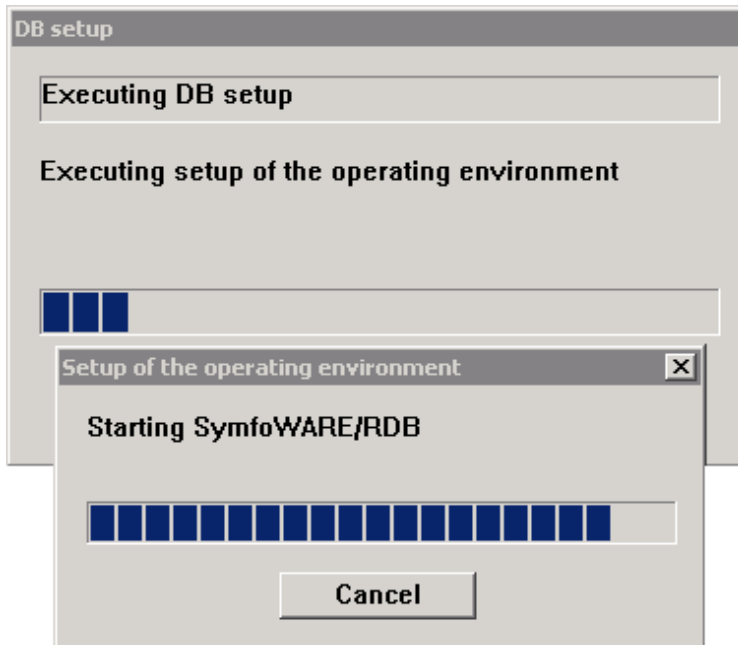 DB setup
Executing DB setup
Executing setup of the operating environment
Setup of the operating environment
Starting SymfoWARE/RDB
Cancel